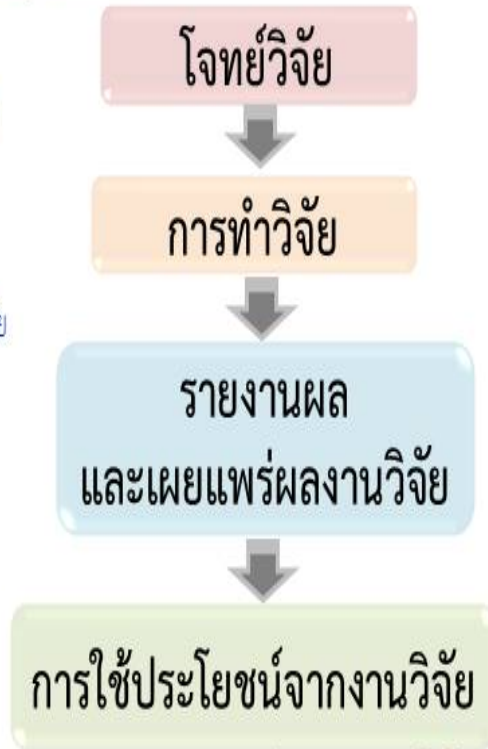 โจทย์วิจัย
การทำวิจัย
รายงานผล
และเผยแพร่ผลงานวิจัย
การใช้ประโยชน์จากงานวิจัย